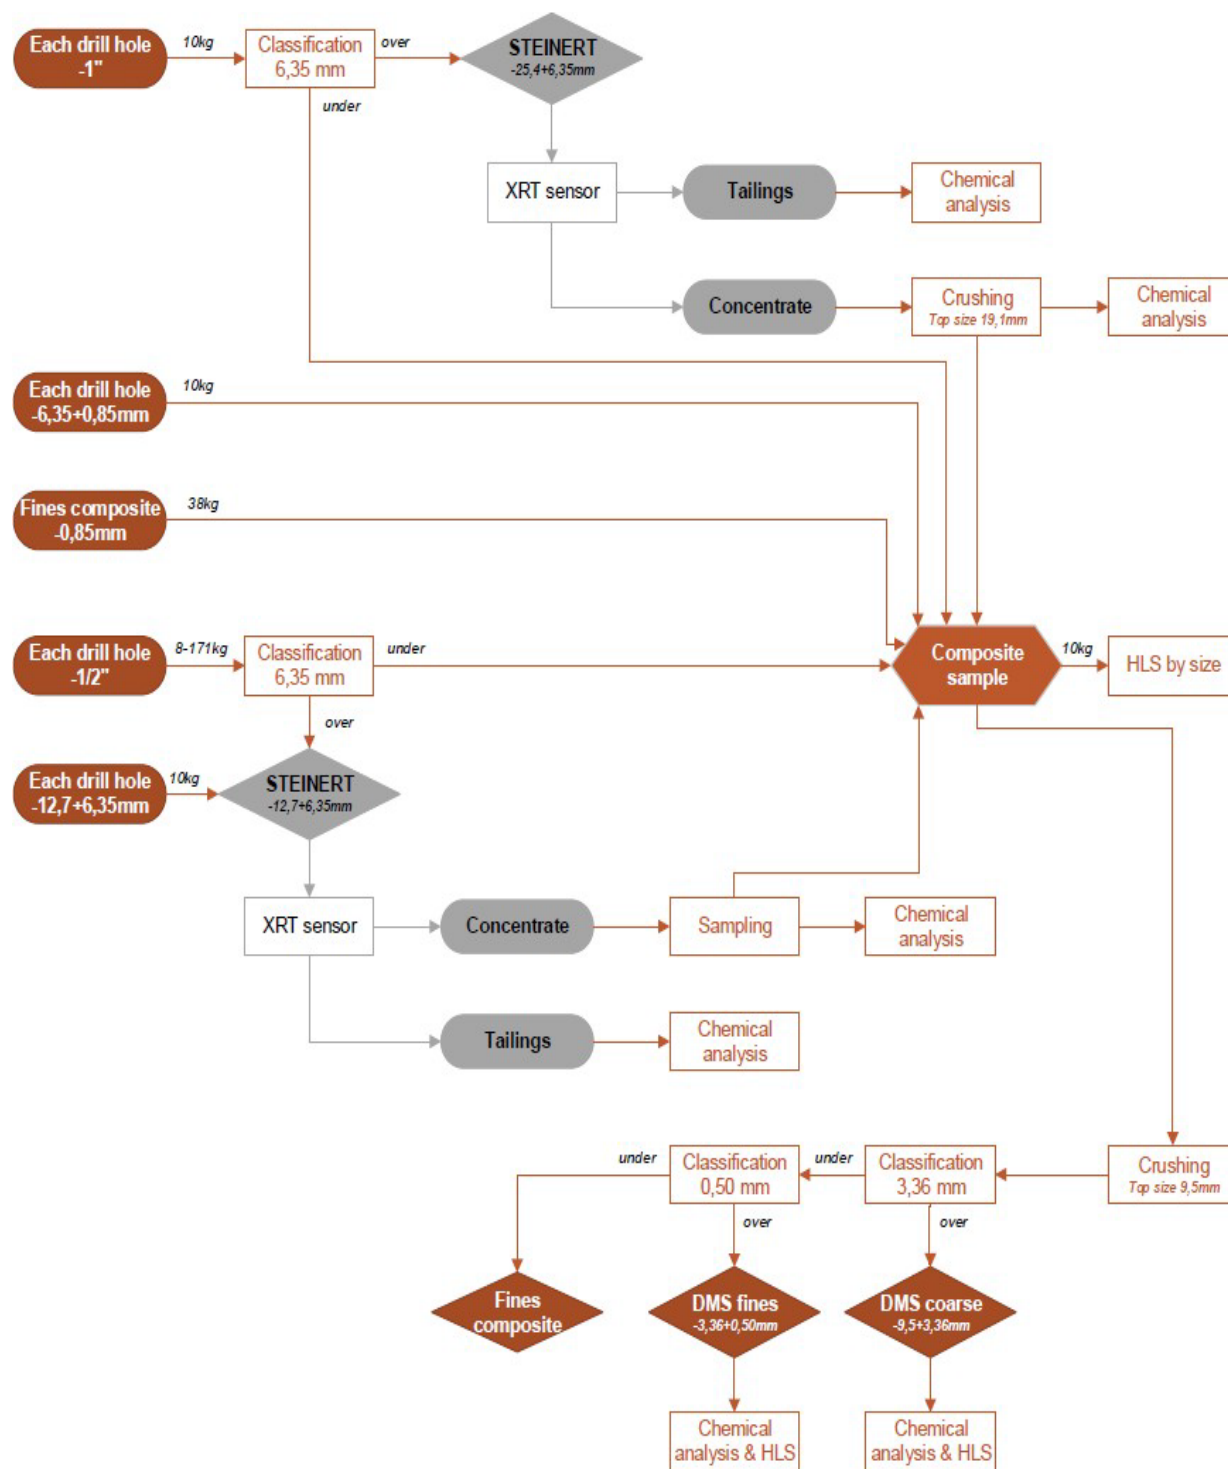 Each drill hole
-1"
10kg
Classification
6,35 mm
over
under
STEINERT
-25,4+6,35mm
XRT sensor
Tailings
Chemical
analysis
Concentrate
Crushing
Top size 19,1mm
Chemical
analysis
Each drill hole
-6,35+0,85mm
10kg
Fines composite
-0,85mm
38kg
Each drill hole
-1/2"
8-171kg
Classification
6,35 mm
under
over
Composite
sample
10kg
HLS by size
Each drill hole
-12,7+6,35mm
10kg
STEINERT
-12,7+6,35mm
XRT sensor
Concentrate
Sampling
Chemical
analysis
Tailings
Chemical
analysis
under
Classification
0,50 mm
under
Classification
3,36 mm
Crushing
Top size 9,5mm
over
over
Fines
composite
DMS fines
-3,36+0,50mm
DMS coarse
-9,5+3,36mm
Chemical
analysis & HLS
Chemical
analysis & HLS